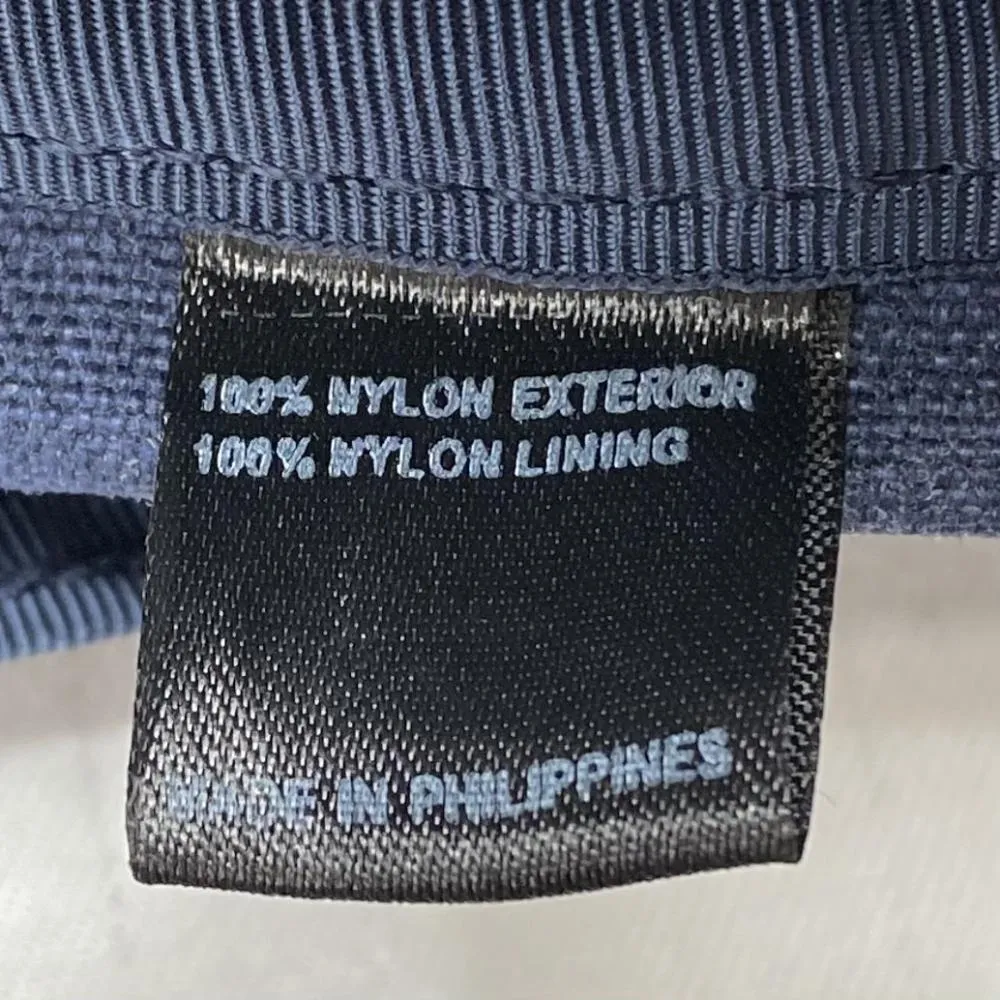 100% NYLON EXTERIOR
100% NYLON LINING
MADE IN PHILIPPINES